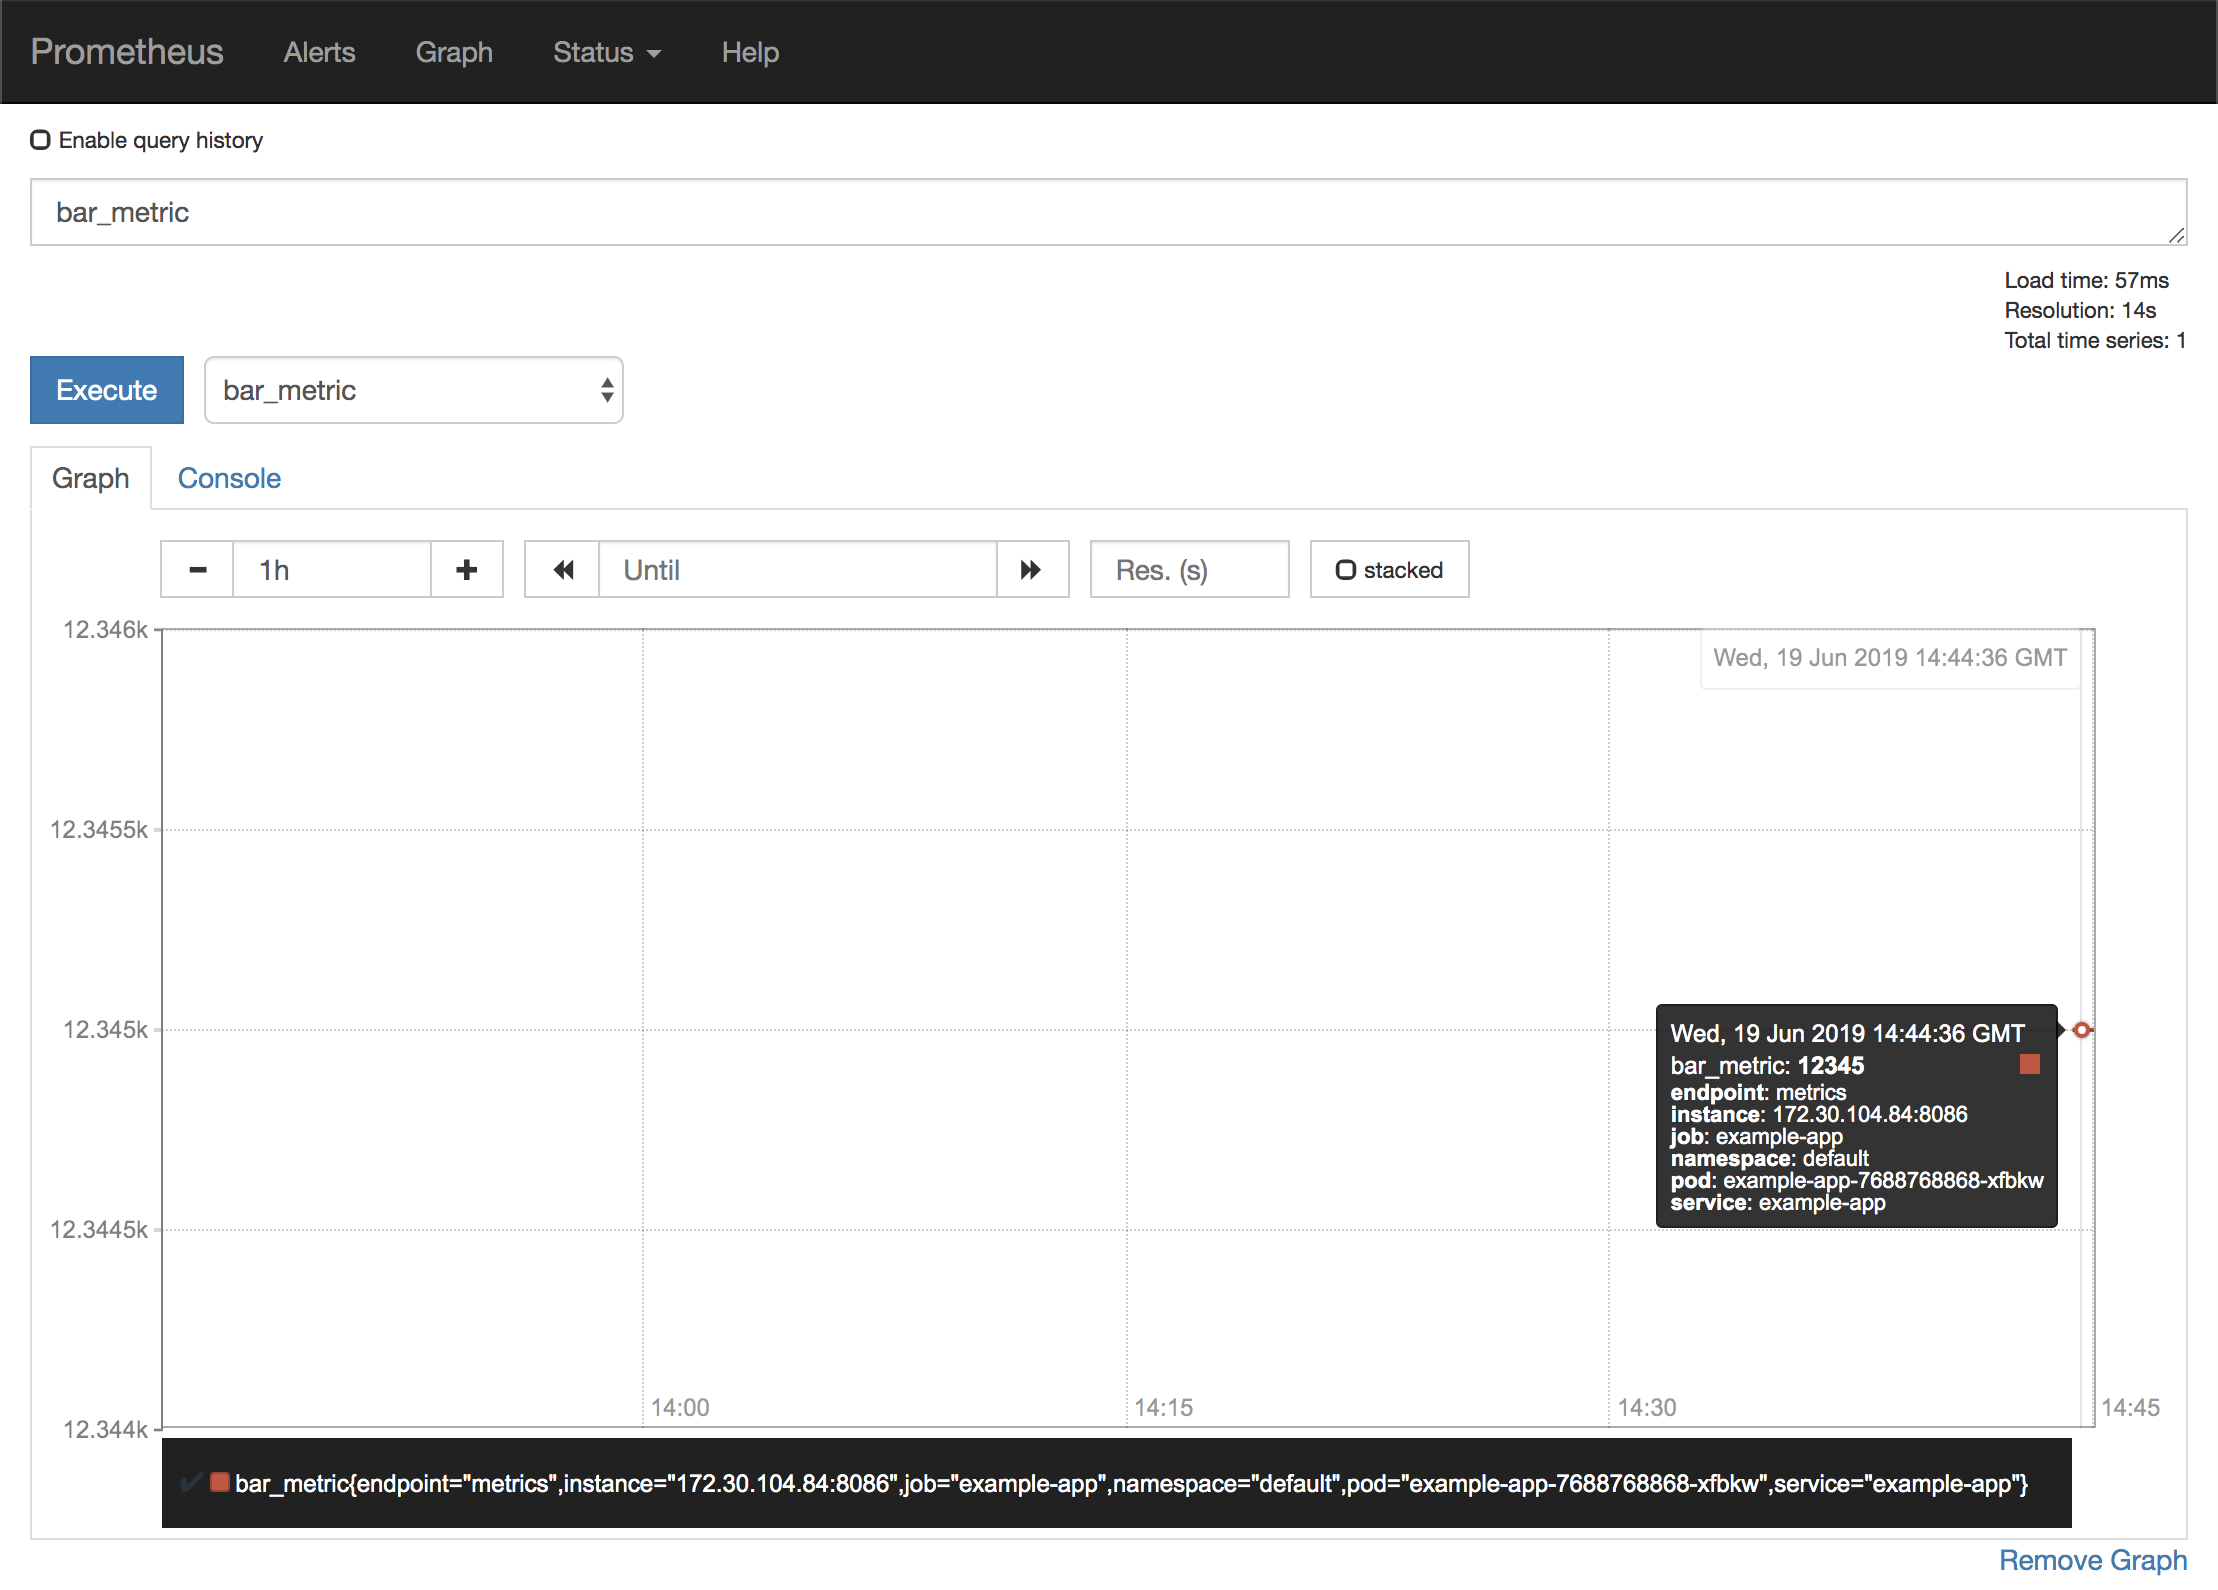 Prometheus Alerts Graph Status Help
Enable query history
bar_metric
Load time: 57ms
Resolution: 14s
Total time series: 1
Execute bar_metric
Graph Console
1h Until Res. (s) stacked
12.346k
Wed, 19 Jun 2019 14:44:36 GMT
12.3455k
12.345k
Wed, 19 Jun 2019 14:44:36 GMT
bar_metric: 12345
endpoint: metrics
instance: 172.30.104.84:8086
job: example-app
namespace: default
pod: example-app-7688768868-xfbkw
service: example-app
12.3445k
14:00 14:15 14:30 14:45
12.344k
bar_metric{endpoint="metrics",instance="172.30.104.84:8086",job="example-app",namespace="default",pod="example-app-7688768868-xfbkw",service="example-app"}
Remove Graph